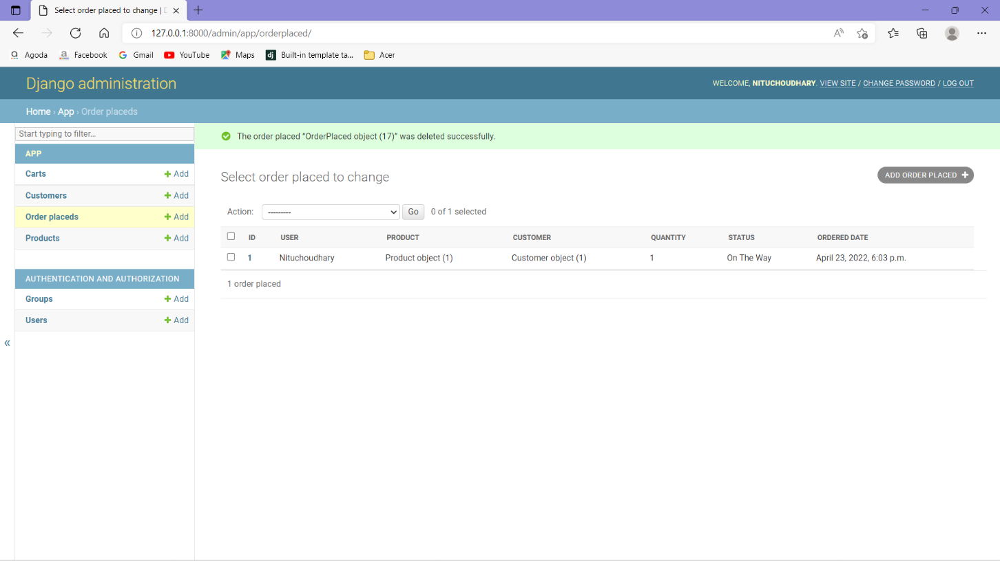 Select order placed to change | D
127.0.0.1:8000/admin/app/orderplaced/
Agoda Facebook Gmail YouTube Maps Built-in template ta... Acer
Django administration
WELCOME, NITUCHOUDHARY. VIEW SITE / CHANGE PASSWORD / LOG OUT
Home › App › Order placeds
Start typing to filter...
The order placed “OrderPlaced object (17)” was deleted successfully.
APP
Carts + Add
Customers + Add
Order placeds + Add
Products + Add
AUTHENTICATION AND AUTHORIZATION
Groups + Add
Users + Add
«
Select order placed to change
ADD ORDER PLACED +
Action: --------- Go 0 of 1 selected
ID USER PRODUCT CUSTOMER QUANTITY STATUS ORDERED DATE
1 Nituchoudhary Product object (1) Customer object (1) 1 On The Way April 23, 2022, 6:03 p.m.
1 order placed